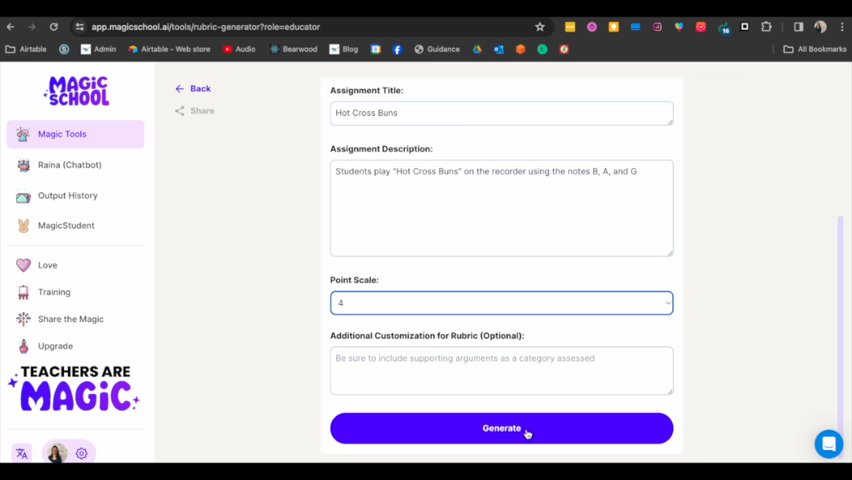 app.magicschool.ai/tools/rubric-generator?role=educator
Airtable
Admin
Airtable - Web store
Audio
Bearwood
Blog
Guidance
All Bookmarks
MAGIC SCHOOL
Magic Tools
Raina (Chatbot)
Output History
MagicStudent
Love
Training
Share the Magic
Upgrade
TEACHERS ARE
MAGIC
Back
Share
Assignment Title:
Hot Cross Buns
Assignment Description:
Students play "Hot Cross Buns" on the recorder using the notes B, A, and G
Point Scale:
4
Additional Customization for Rubric (Optional):
Be sure to include supporting arguments as a category assessed
Generate